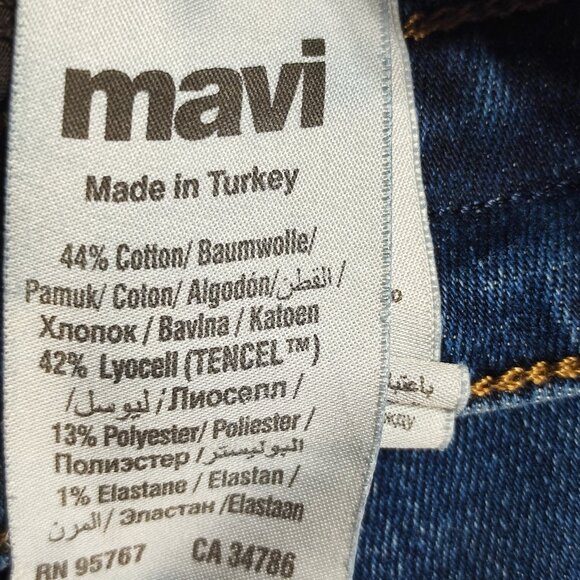 mavi
Made in Turkey
44% Cotton/ Baumwolle/
Pamuk/ Coton/ Algodón/القطن/
Хлопок / Bavlna / Katoen
42% Lyocell (TENCEL™)
/ليوسل /Лиосепп/
13% Polyester/ Poliester /
Полиэстер /البوليستر/
1% Elastane / Elastan /
المرن/ Эластан /Elastaan
RN 95767 CA 34786